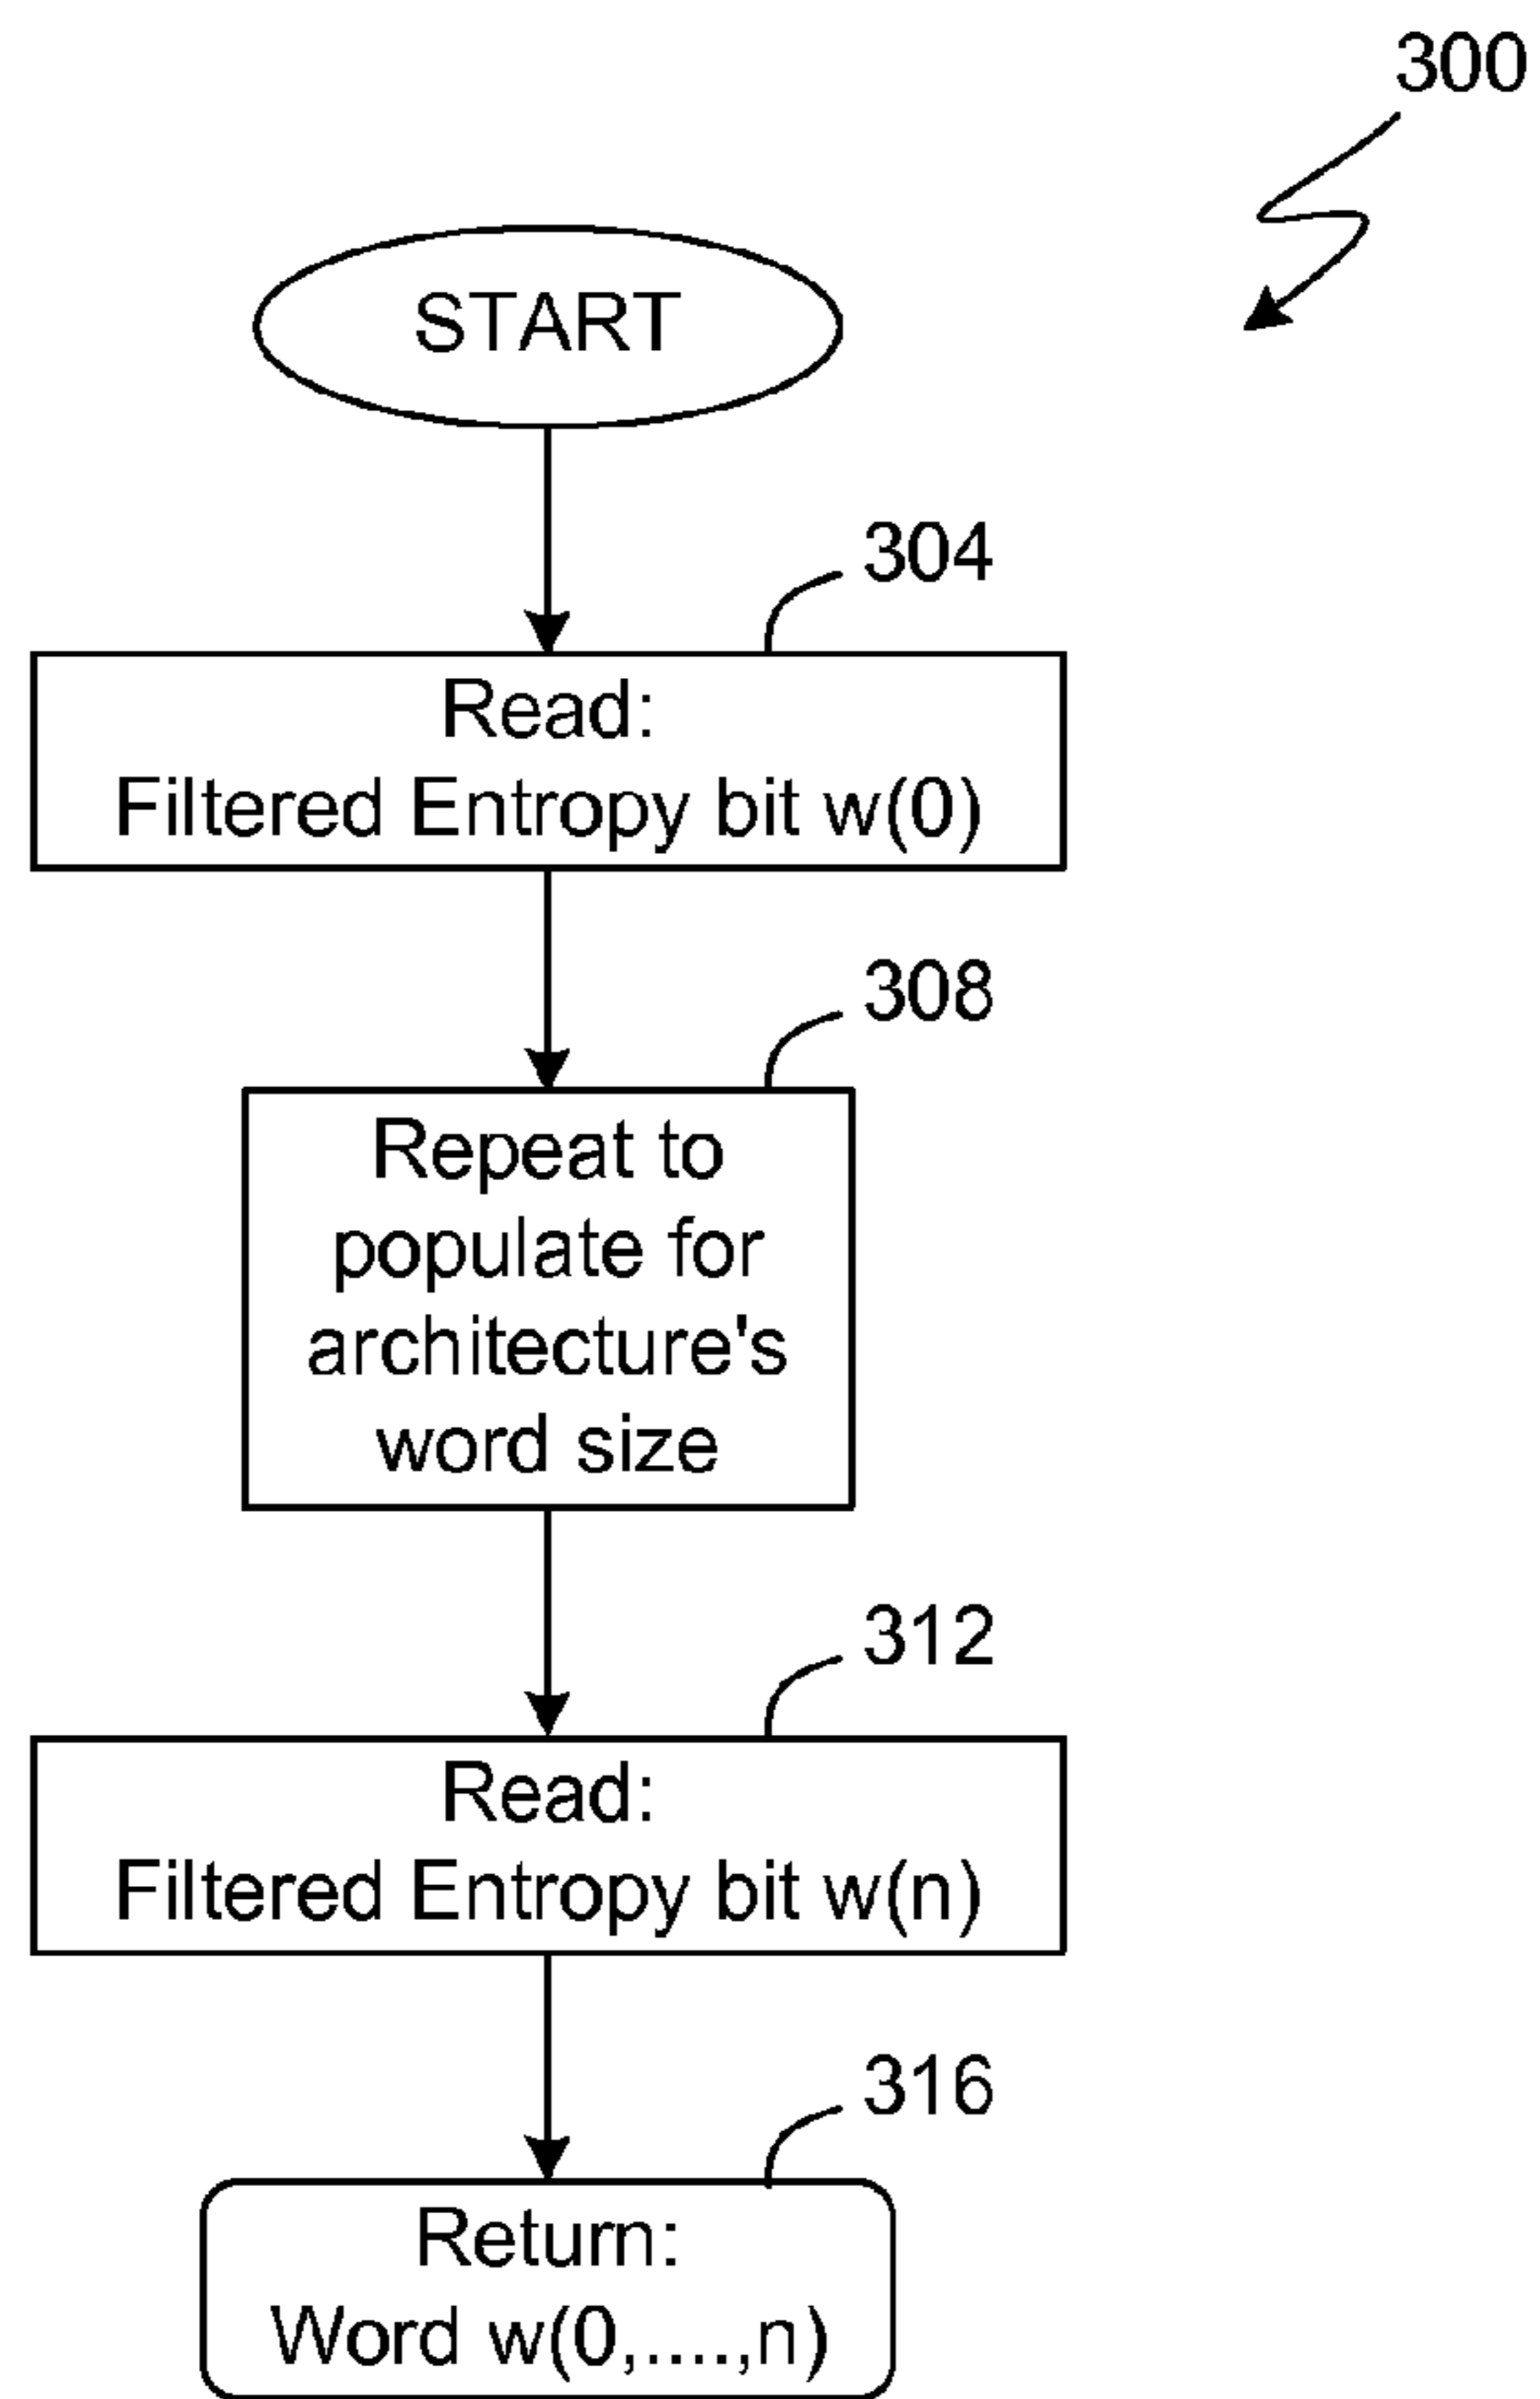 300
START
304
Read:
Filtered Entropy bit w(0)
308
Repeat to
populate for
architecture's
word size
312
Read:
Filtered Entropy bit w(n)
316
Return:
Word w(0,....,n)